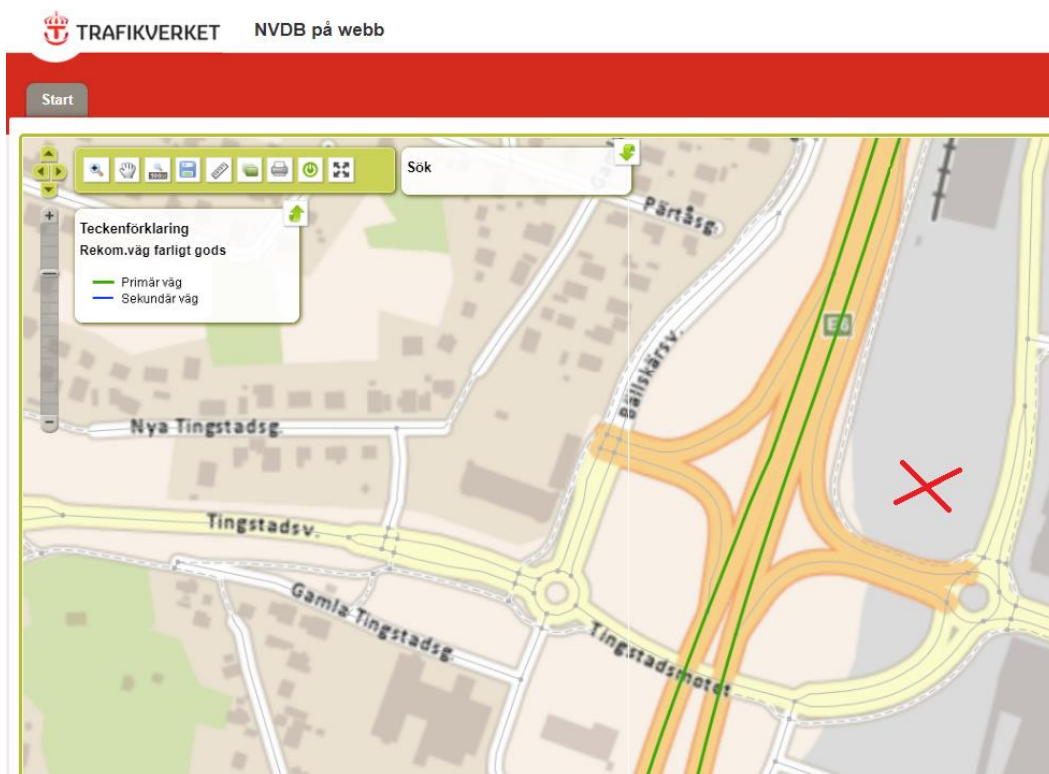 TRAFIKVERKET
NVDB på webb
Start
Sök
Teckenförklaring
Rekom.väg farligt gods
Primär väg
Sekundär väg
Pärtåsg.
E6
Bällskärsv.
Nya Tingstadsg.
Tingstadsv.
Gamla Tingstadsg.
Tingstadsmotet